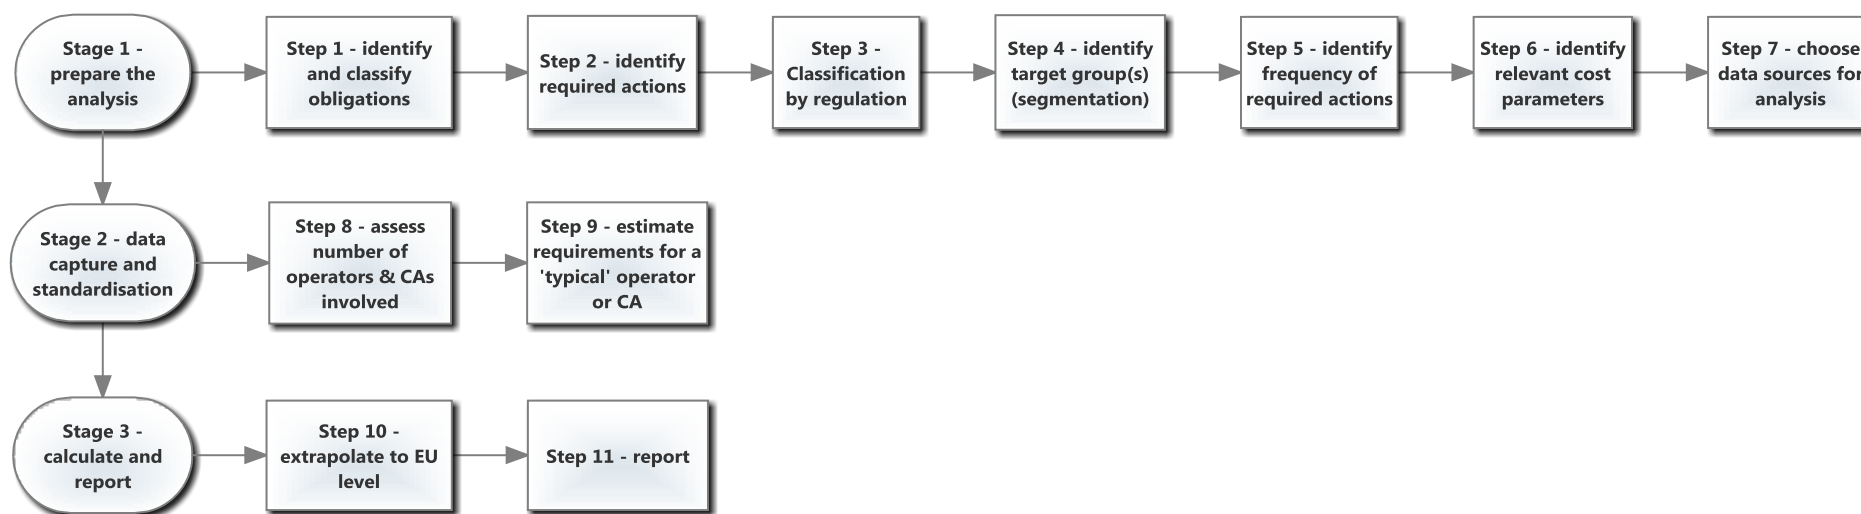 Stage 1 -
prepare the
analysis
Step 1 - identify
and classify
obligations
Step 2 - identify
required actions
Step 3 -
Classification
by regulation
Step 4 - identify
target group(s)
(segmentation)
Step 5 - identify
frequency of
required actions
Step 6 - identify
relevant cost
parameters
Step 7 - choose
data sources for
analysis
Stage 2 - data
capture and
standardisation
Step 8 - assess
number of
operators & CAs
involved
Step 9 - estimate
requirements for a
'typical' operator
or CA
Stage 3 -
calculate and
report
Step 10 -
extrapolate to EU
level
Step 11 - report